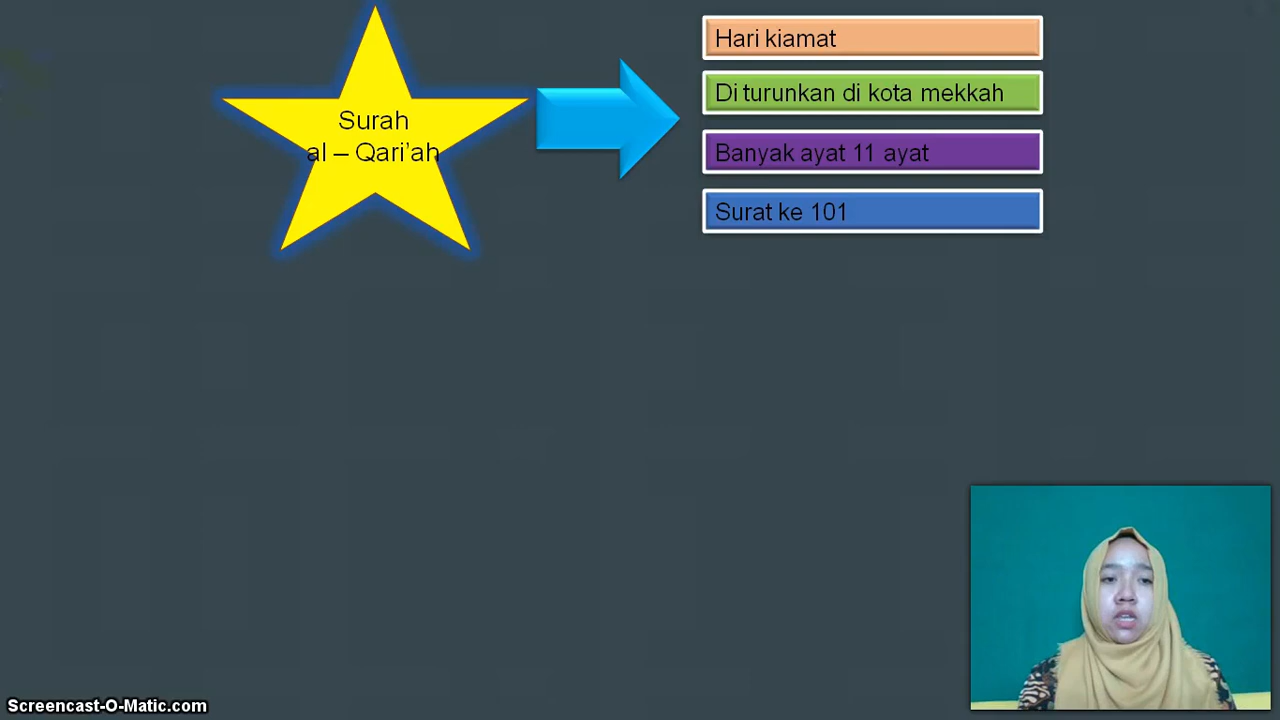 Surah
al – Qari’ah
Hari kiamat
Di turunkan di kota mekkah
Banyak ayat 11 ayat
Surat ke 101
Screencast-O-Matic.com